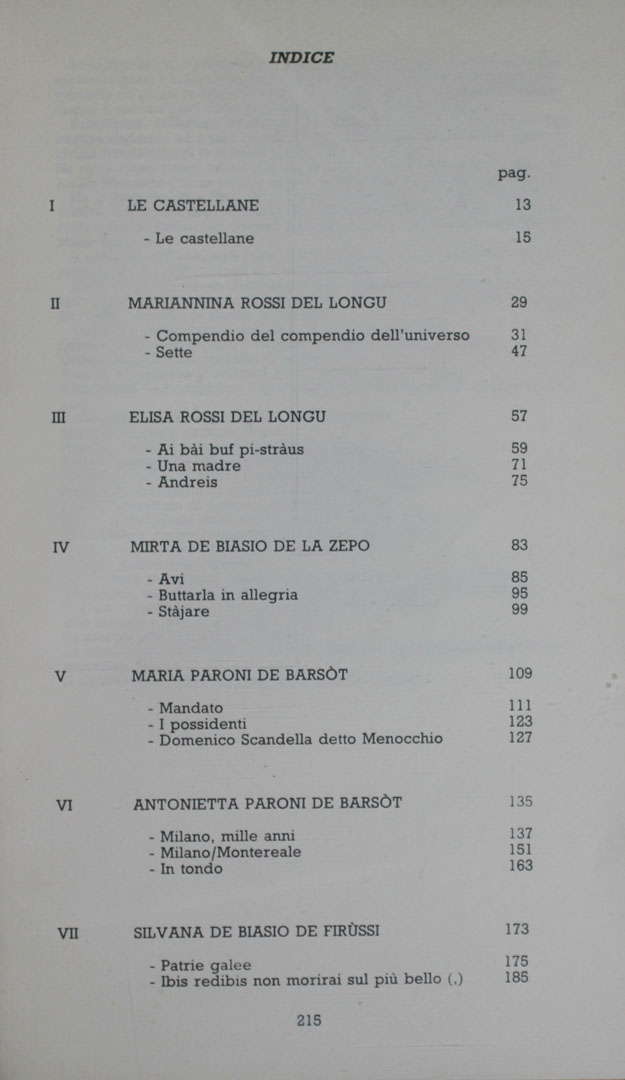 INDICE
pag.
I LE CASTELLANE 13
- Le castellane 15
II MARIANNINA ROSSI DEL LONGU 29
- Compendio del compendio dell'universo 31
- Sette 47
III ELISA ROSSI DEL LONGU 57
- Ai bài buf pi-stràus 59
- Una madre 71
- Andreis 75
IV MIRTA DE BIASIO DE LA ZEPO 83
- Avi 85
- Buttarla in allegria 95
- Stàjare 99
V MARIA PARONI DE BARSÒT 109
- Mandato 111
- I possidenti 123
- Domenico Scandella detto Menocchio 127
VI ANTONIETTA PARONI DE BARSÒT 135
- Milano, mille anni 137
- Milano/Montereale 151
- In tondo 163
VII SILVANA DE BIASIO DE FIRÙSSI 173
- Patrie galee 175
- Ibis redibis non morirai sul più bello (,) 185
215